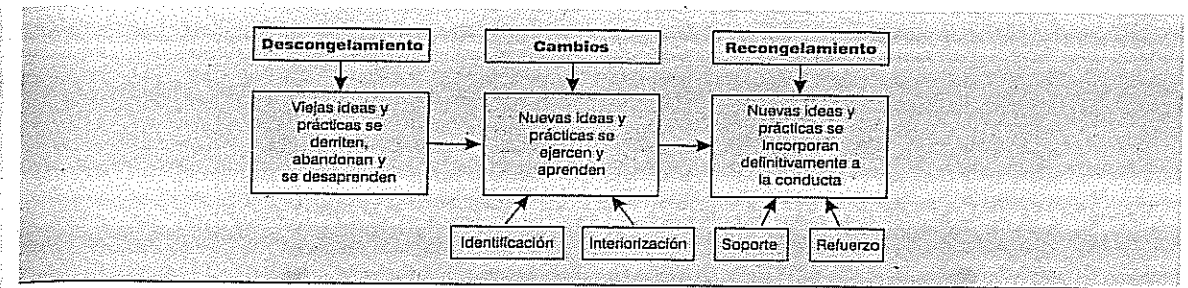 Descongelamiento
Cambios
Recongelamiento
Viejas ideas y
prácticas se
derriten,
abandonan y
se desaprenden
Nuevas ideas y
prácticas se
ejercen y
aprenden
Nuevas ideas y
prácticas se
incorporan
definitivamente a
la conducta
Identificación
Interiorización
Soporte
Refuerzo